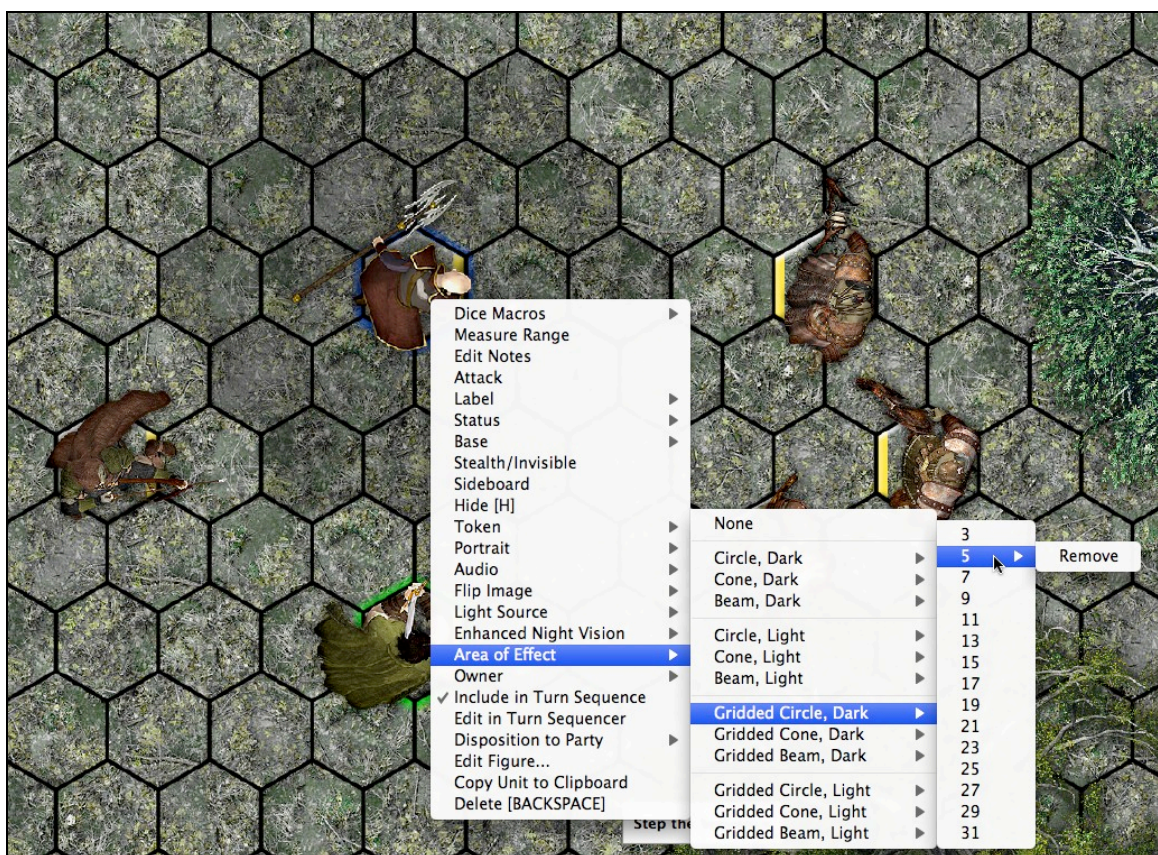 Dice Macros
Measure Range
Edit Notes
Attack
Label
Status
Base
Stealth/Invisible
Sideboard
Hide [H]
Token
Portrait
Audio
Flip Image
Light Source
Enhanced Night Vision
Area of Effect
Owner
✓ Include in Turn Sequence
Edit in Turn Sequencer
Disposition to Party
Edit Figure...
Copy Unit to Clipboard
Delete [BACKSPACE]
Step the
None
Circle, Dark
Cone, Dark
Beam, Dark
Circle, Light
Cone, Light
Beam, Light
Gridded Circle, Dark
Gridded Cone, Dark
Gridded Beam, Dark
Gridded Circle, Light
Gridded Cone, Light
Gridded Beam, Light
3
5
7
9
11
13
15
17
19
21
23
25
27
29
31
Remove